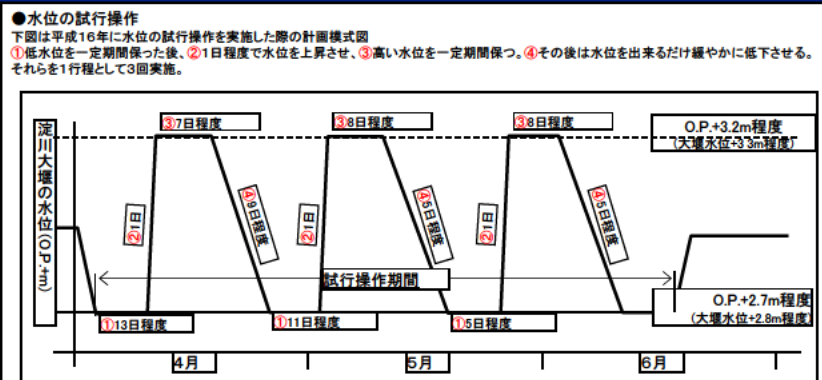 ●水位の試行操作
下図は平成16年に水位の試行操作を実施した際の計画模式図
①低水位を一定期間保った後、②1日程度で水位を上昇させ、③高い水位を一定期間保つ。④その後は水位を出来るだけ緩やかに低下させる。
それらを1行程として3回実施。
淀川大堰の水位(O.P.+m)
③7日程度
③8日程度
③8日程度
O.P.+3.2m程度
(大堰水位+3.3m程度)
②1日
④9日程度
②1日
④5日程度
②1日
④5日程度
試行操作期間
①13日程度
①11日程度
①5日程度
O.P.+2.7m程度
(大堰水位+2.8m程度)
4月
5月
6月